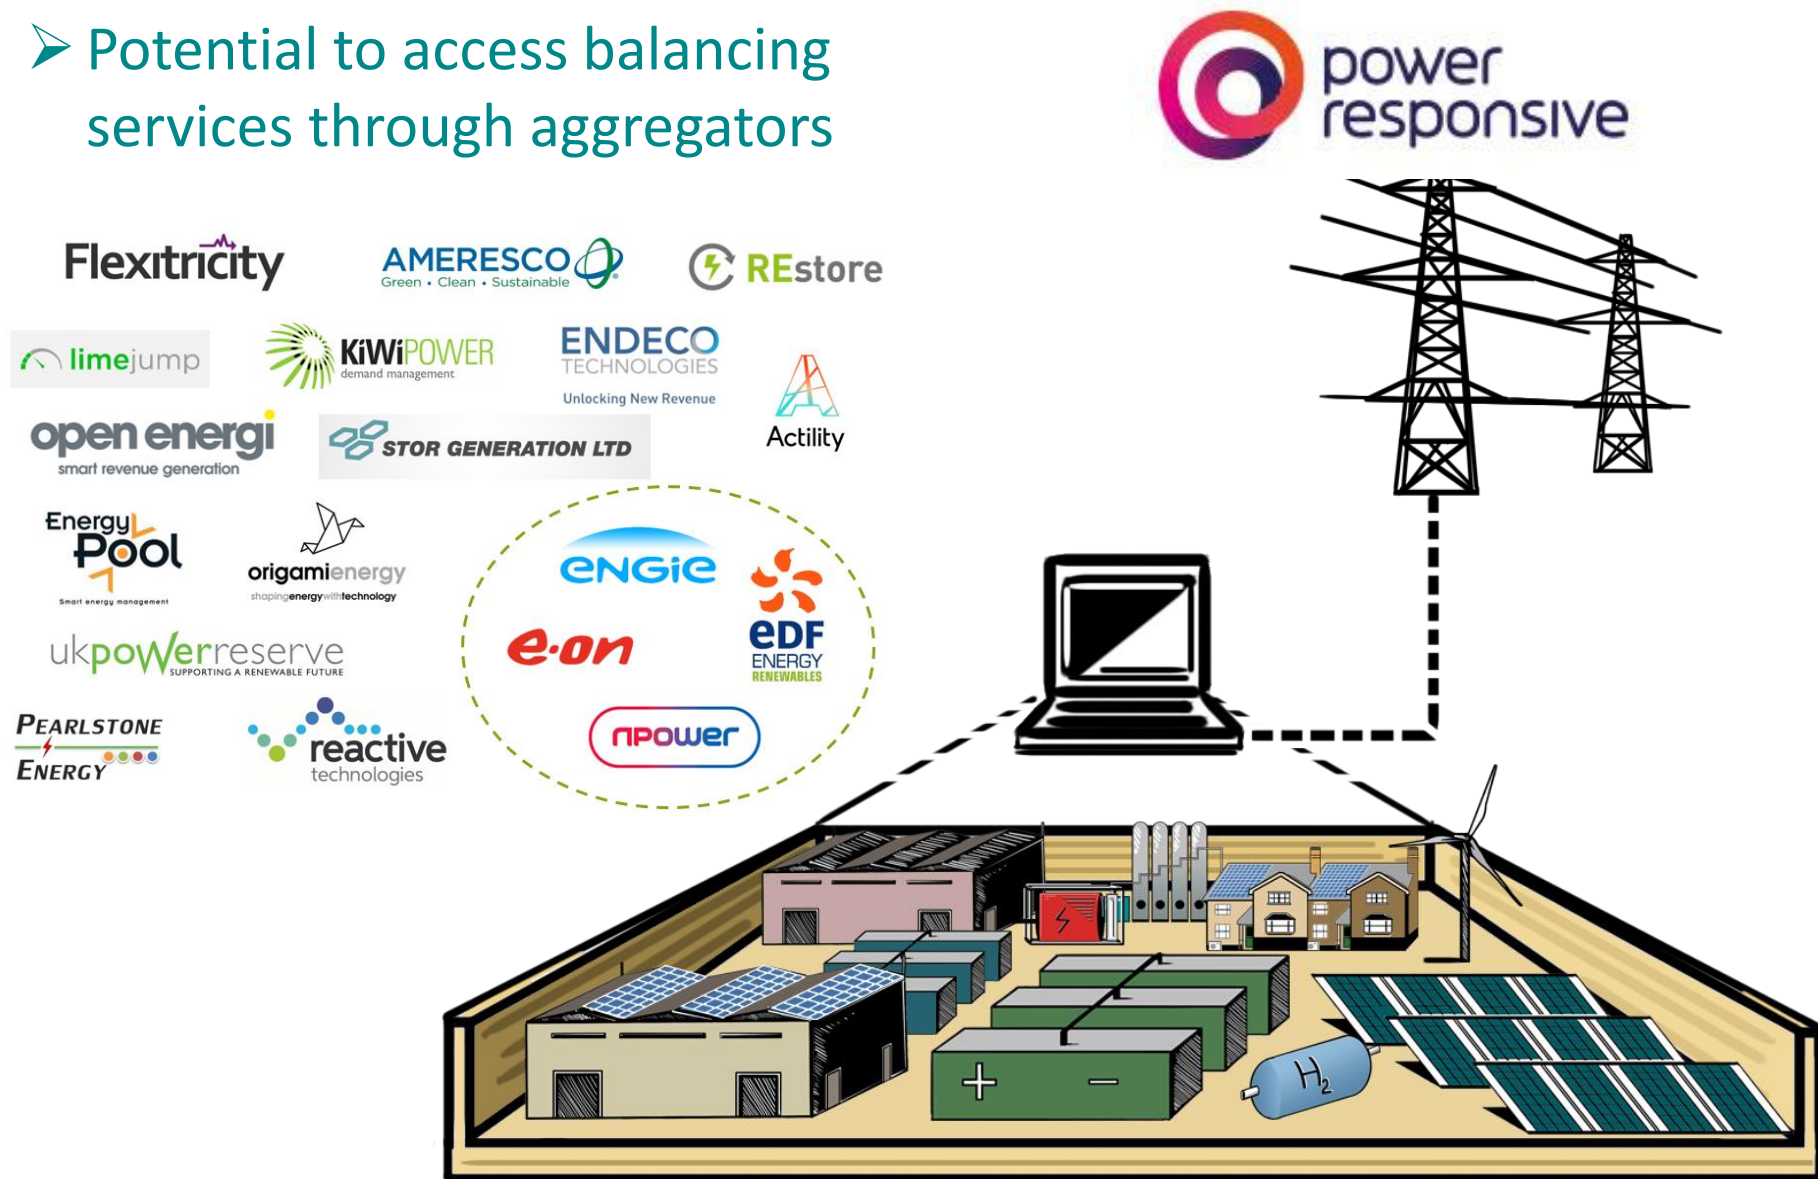 ➢ Potential to access balancing
services through aggregators
power
responsive
Flexitricity
AMERESCO
Green • Clean • Sustainable
REstore
limejump
KiWiPOWER
demand management
ENDECO
TECHNOLOGIES
Unlocking New Revenue
Actility
open energi
smart revenue generation
STOR GENERATION LTD
Energy
Pool
Smart energy management
origamienergy
shapingenergywithtechnology
engie
e·on
eDF
ENERGY
RENEWABLES
npower
ukpowerreserve
SUPPORTING A RENEWABLE FUTURE
PEARLSTONE
ENERGY
reactive
technologies
+ −
H2